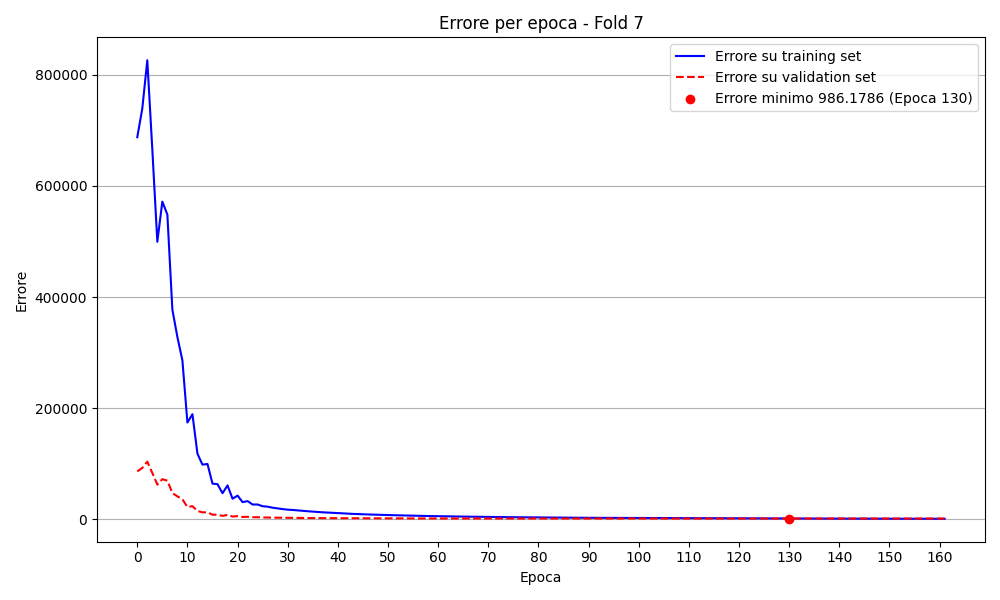 Errore per epoca - Fold 7
Errore su training set
Errore su validation set
Errore minimo 986.1786 (Epoca 130)
Errore
800000
600000
400000
200000
0
0 10 20 30 40 50 60 70 80 90 100 110 120 130 140 150 160
Epoca